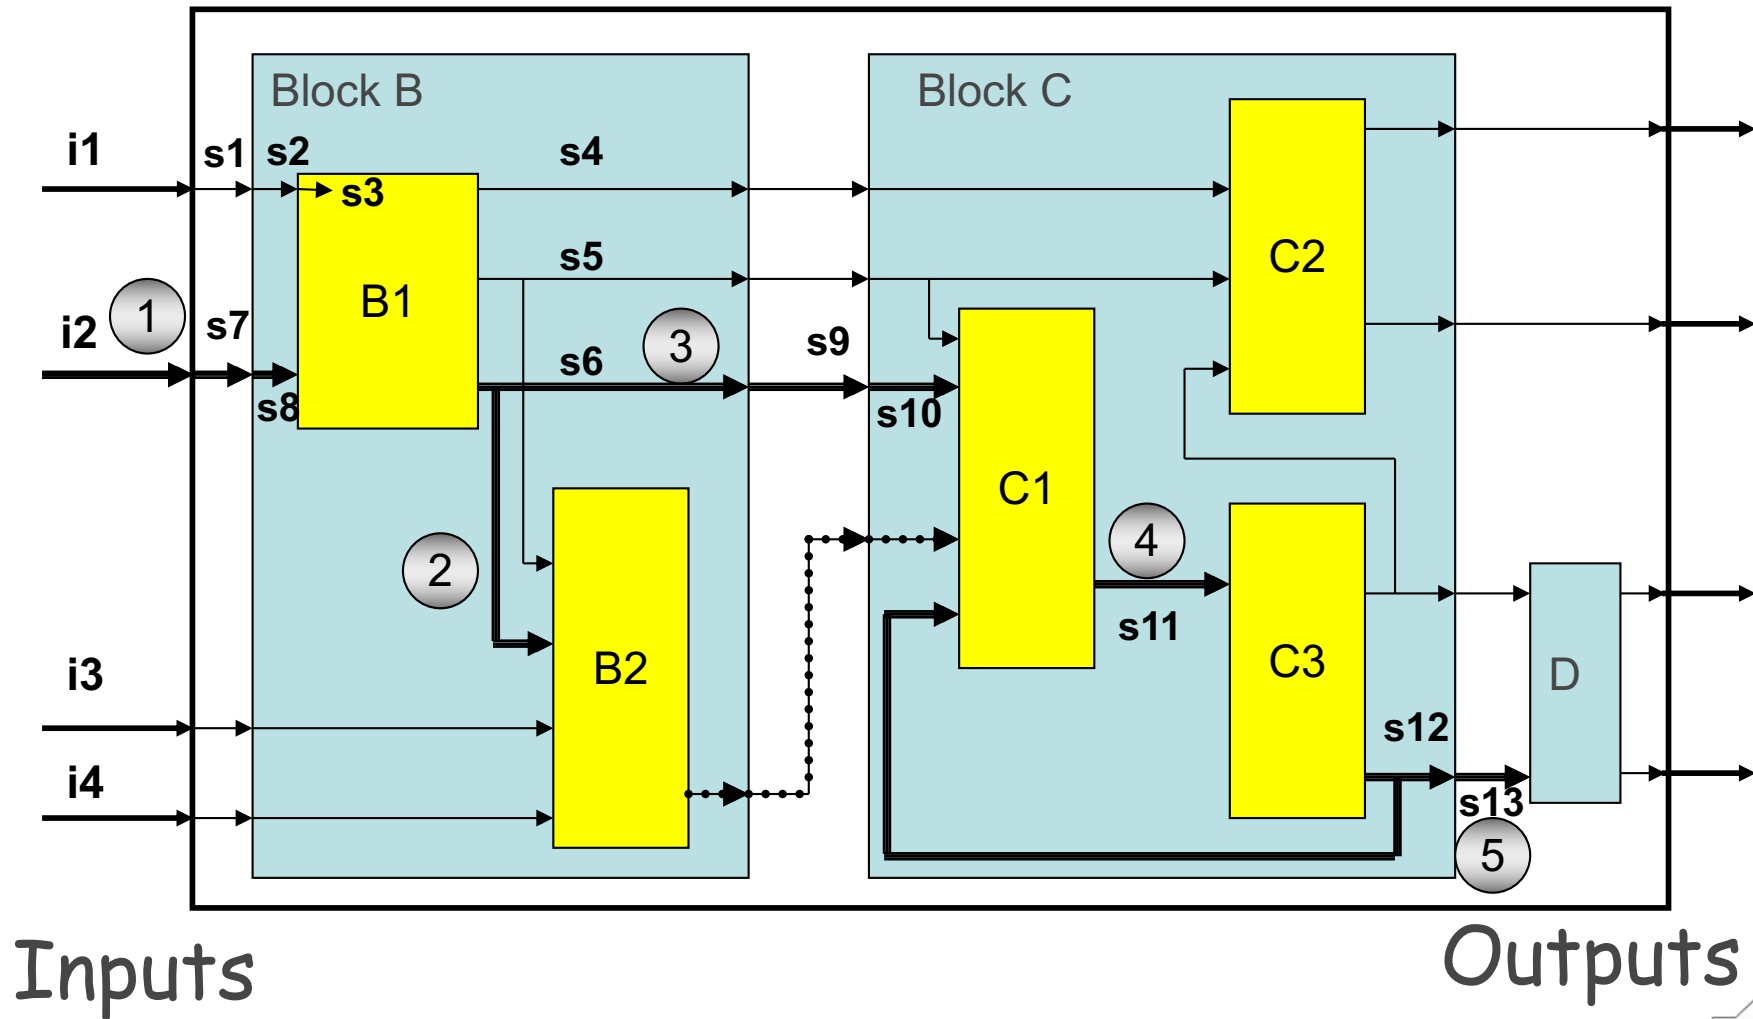 Block B
Block C
i1
s1
s2
s3
s4
s5
B1
C2
i2
1
s7
s8
s6
3
s9
s10
C1
4
s11
2
B2
C3
D
i3
i4
s12
s13
5
Inputs
Outputs